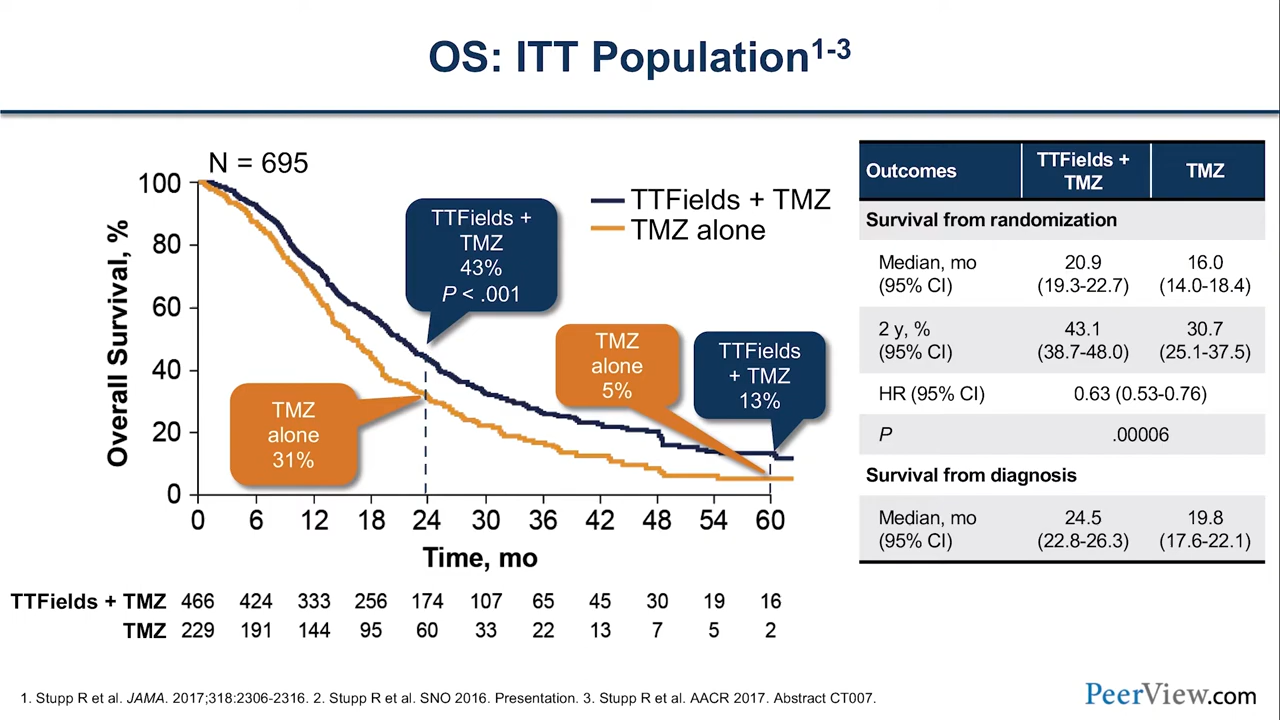 OS: ITT Population1-3
N = 695
100
80
60
40
20
0
Overall Survival, %
0 6 12 18 24 30 36 42 48 54 60
Time, mo
TTFields + TMZ
TMZ alone
TTFields +
TMZ
43%
P < .001
TMZ
alone
31%
TMZ
alone
5%
TTFields
+ TMZ
13%
TTFields + TMZ 466 424 333 256 174 107 65 45 30 19 16
TMZ 229 191 144 95 60 33 22 13 7 5 2
Outcomes TTFields + TMZ TMZ
Survival from randomization
Median, mo 20.9 16.0
(95% CI) (19.3-22.7) (14.0-18.4)
2 y, % 43.1 30.7
(95% CI) (38.7-48.0) (25.1-37.5)
HR (95% CI) 0.63 (0.53-0.76)
P .00006
Survival from diagnosis
Median, mo 24.5 19.8
(95% CI) (22.8-26.3) (17.6-22.1)
1. Stupp R et al. JAMA. 2017;318:2306-2316. 2. Stupp R et al. SNO 2016. Presentation. 3. Stupp R et al. AACR 2017. Abstract CT007.
PeerView.com